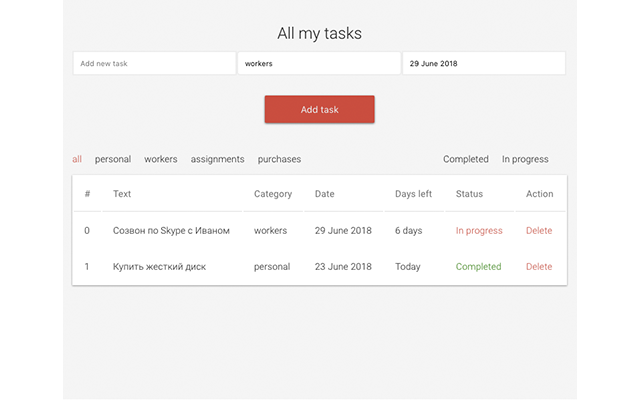 All my tasks
Add new task workers 29 June 2018
Add task
all personal workers assignments purchases Completed In progress
# Text Category Date Days left Status Action
0 Созвон по Skype с Иваном workers 29 June 2018 6 days In progress Delete
1 Купить жесткий диск personal 23 June 2018 Today Completed Delete